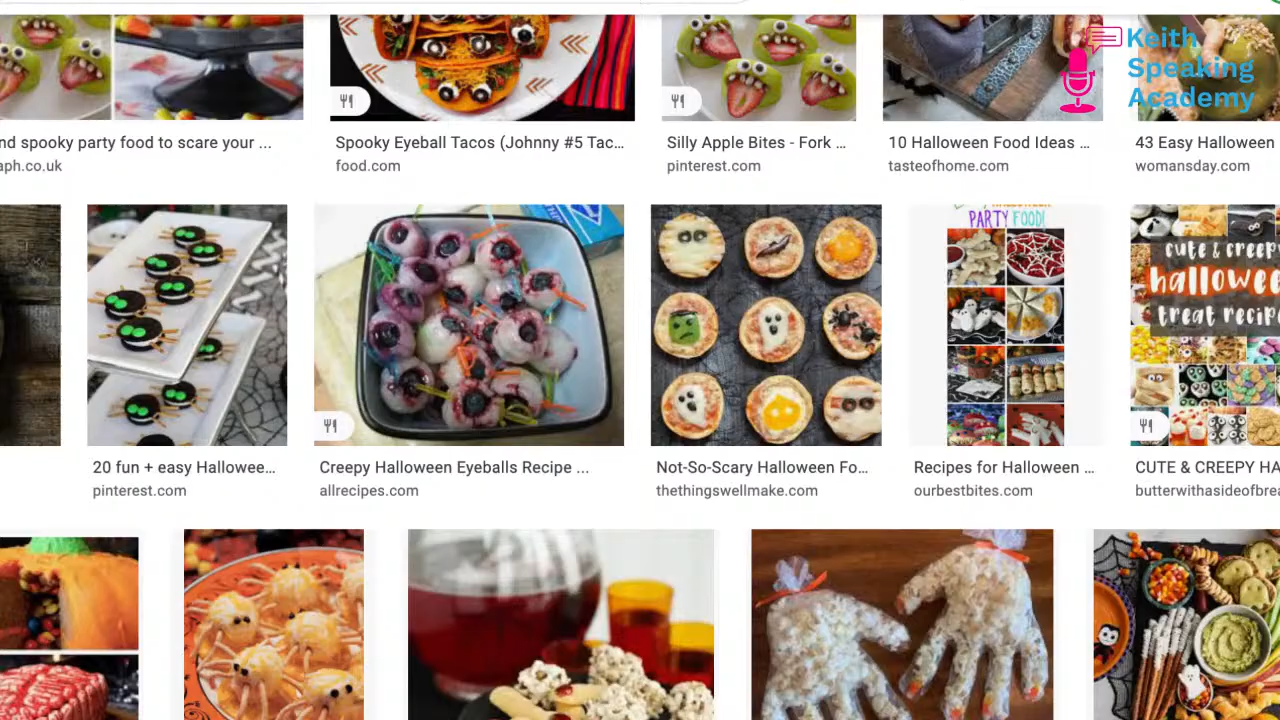 Keith
Speaking
Academy
nd spooky party food to scare your ...
aph.co.uk
Spooky Eyeball Tacos (Johnny #5 Tac...
food.com
Silly Apple Bites - Fork ...
pinterest.com
10 Halloween Food Ideas ...
tasteofhome.com
43 Easy Halloween
womansday.com
PARTY FOOD!
cute & creep
hallowee
treat recip
20 fun + easy Hallowee...
pinterest.com
Creepy Halloween Eyeballs Recipe ...
allrecipes.com
Not-So-Scary Halloween Fo...
thethingswellmake.com
Recipes for Halloween ...
ourbestbites.com
CUTE & CREEPY HA
butterwithasideofbrea